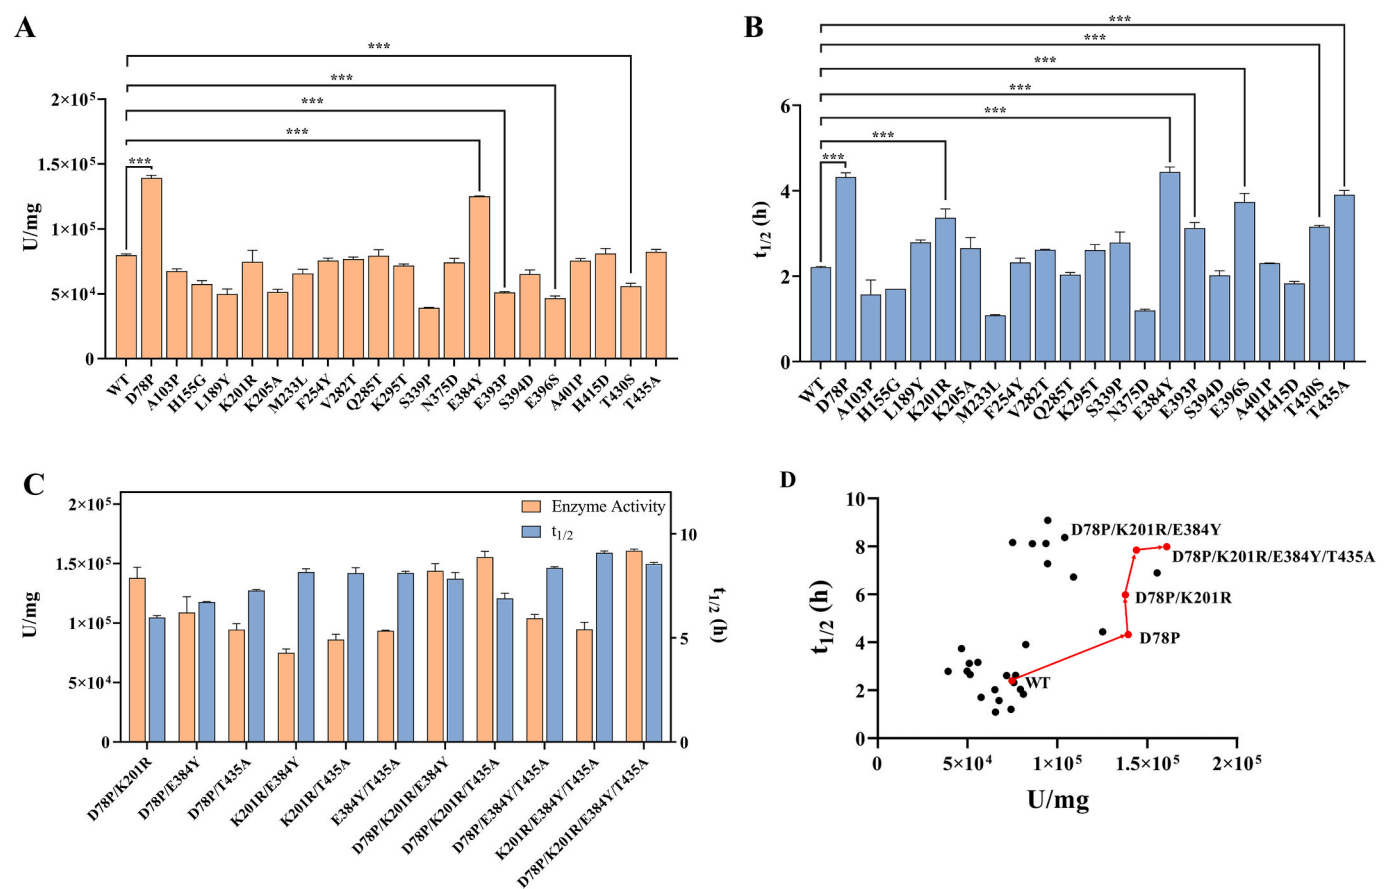 A
U/mg
2×10⁵
1.5×10⁵
1×10⁵
5×10⁴
0
***
***
***
***
***
WT
D78P
A103P
H155G
L189Y
K201R
K205A
M233L
F254Y
V282T
Q285T
K295T
S339P
N375D
E384Y
E393P
S394D
E396S
A401P
H415D
T430S
T435A
B
t1/2 (h)
6
4
2
0
***
***
***
***
***
***
***
WT
D78P
A103P
H155G
L189Y
K201R
K205A
M233L
F254Y
V282T
Q285T
K295T
S339P
N375D
E384Y
E393P
S394D
E396S
A401P
H415D
T430S
T435A
C
U/mg
2×10⁵
1.5×10⁵
1×10⁵
5×10⁴
0
Enzyme Activity
t1/2
10
5
0
t1/2 (h)
D78P/K201R
D78P/E384Y
D78P/T435A
K201R/E384Y
K201R/T435A
E384Y/T435A
D78P/K201R/E384Y
D78P/K201R/T435A
D78P/E384Y/T435A
K201R/E384Y/T435A
D78P/K201R/E384Y/T435A
D
t1/2 (h)
10
8
6
4
2
0
D78P/K201R/E384Y
D78P/K201R/E384Y/T435A
D78P/K201R
D78P
WT
0
5×10⁴
1×10⁵
1.5×10⁵
2×10⁵
U/mg